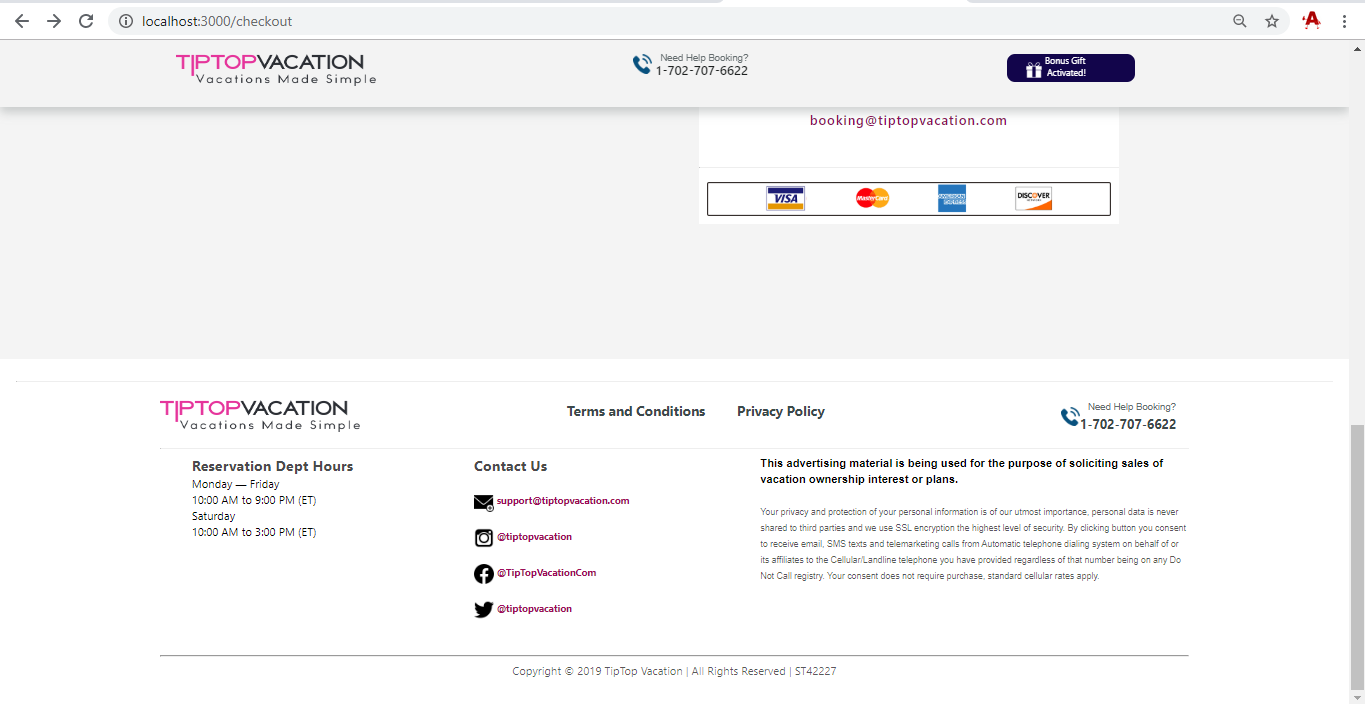 localhost:3000/checkout
TIPTOPVACATION
Vacations Made Simple
Need Help Booking?
1-702-707-6622
Bonus Gift
Activated!
booking@tiptopvacation.com
VISA
MasterCard
AMERICAN
EXPRESS
DISCOVER
TIPTOPVACATION
Vacations Made Simple
Terms and Conditions
Privacy Policy
Need Help Booking?
1-702-707-6622
Reservation Dept Hours
Monday — Friday
10:00 AM to 9:00 PM (ET)
Saturday
10:00 AM to 3:00 PM (ET)
Contact Us
support@tiptopvacation.com
@tiptopvacation
@TipTopVacationCom
@tiptopvacation
This advertising material is being used for the purpose of soliciting sales of
vacation ownership interest or plans.
Your privacy and protection of your personal information is of our utmost importance, personal data is never
shared to third parties and we use SSL encryption the highest level of security. By clicking button you consent
to receive email, SMS texts and telemarketing calls from Automatic telephone dialing system on behalf of or
its affiliates to the Cellular/Landline telephone you have provided regardless of that number being on any Do
Not Call registry. Your consent does not require purchase, standard cellular rates apply.
Copyright © 2019 TipTop Vacation | All Rights Reserved | ST42227